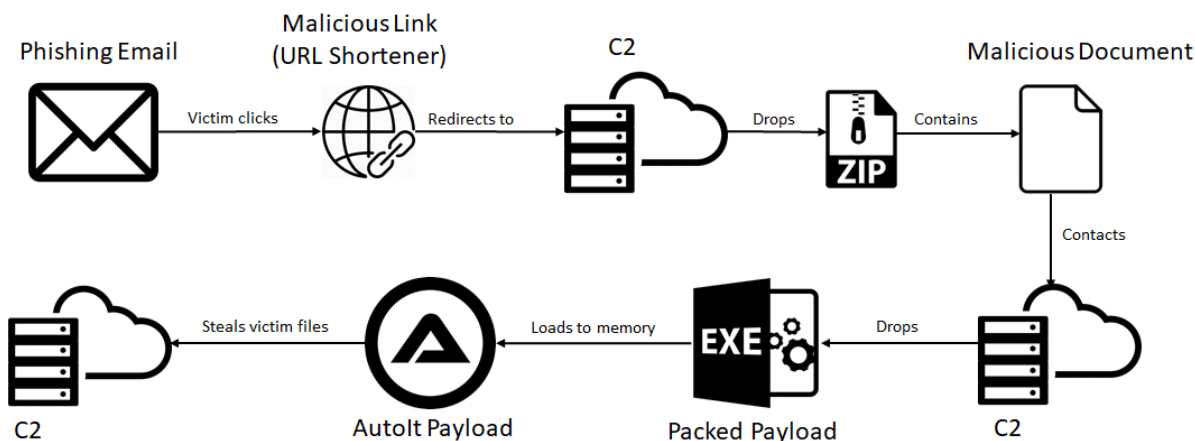 Phishing Email
Malicious Link
(URL Shortener)
C2
Malicious Document
Victim clicks
Redirects to
Drops
ZIP
Contains
Contacts
C2
Drops
EXE
Packed Payload
Loads to memory
AutoIt Payload
Steals victim files
C2